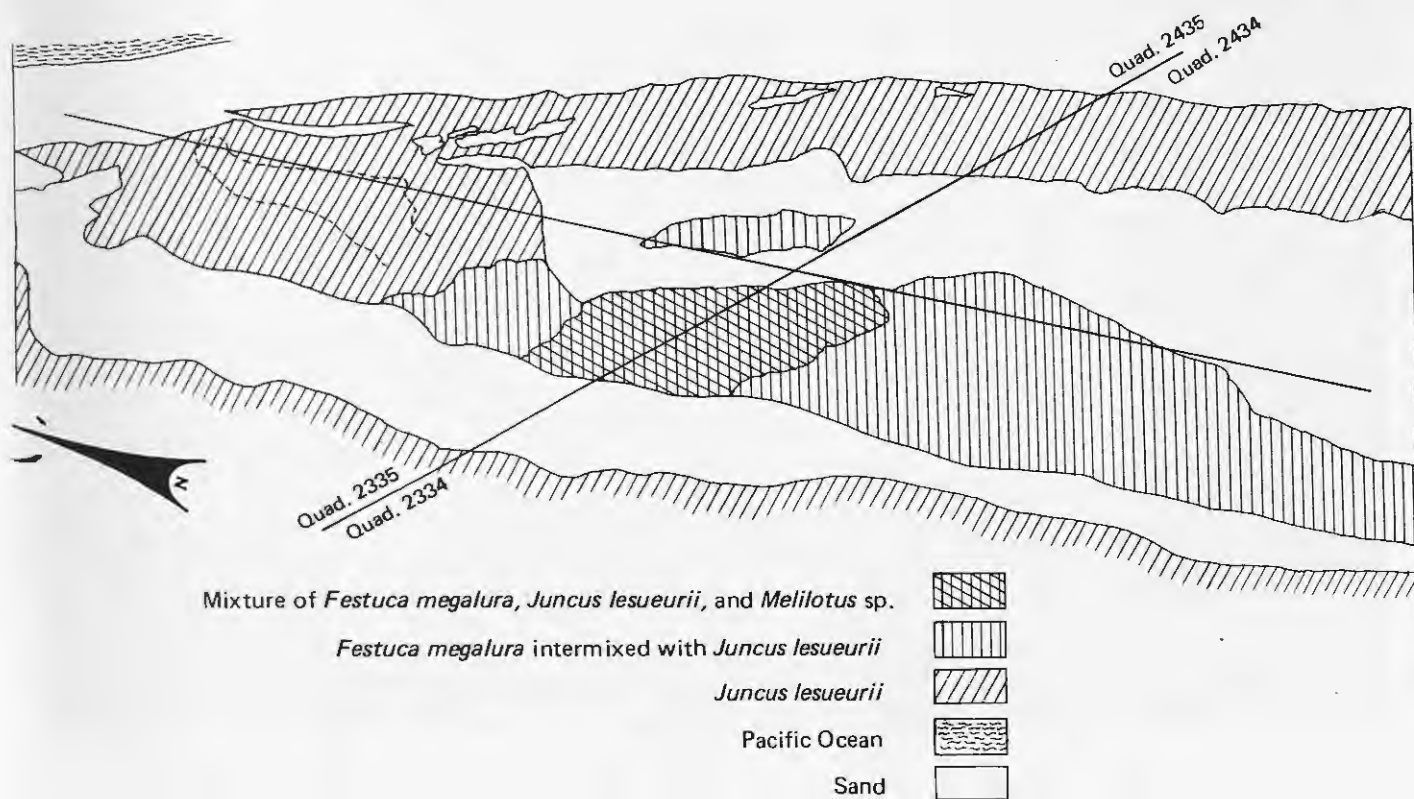 Quad. 2435
Quad. 2434
Quad. 2335
Quad. 2334
N
Mixture of Festuca megalura, Juncus lesueurii, and Melilotus sp.
Festuca megalura intermixed with Juncus lesueurii
Juncus lesueurii
Pacific Ocean
Sand